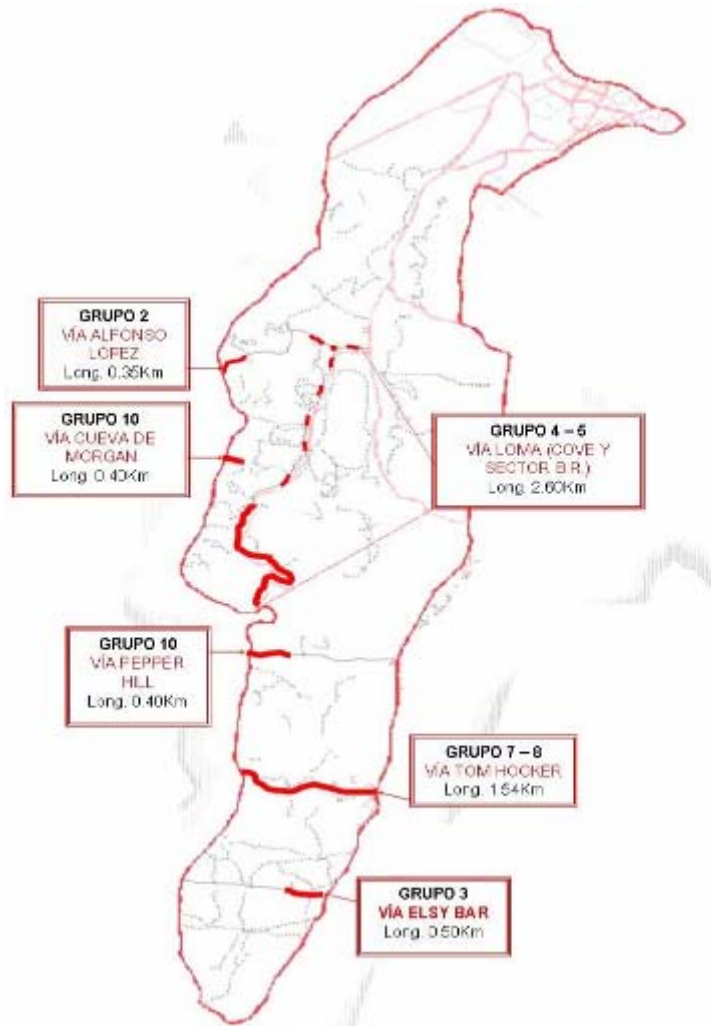 GRUPO 2
VÍA ALFONSO
LOPEZ
Long. 0.35Km
GRUPO 10
VÍA CUEVA DE
MORGAN
Long. 0.40Km
GRUPO 4 – 5
VÍA LOMA (COVE Y
SECTOR B.R.)
Long. 2.60Km
GRUPO 10
VÍA PEPPER
HILL
Long. 0.40Km
GRUPO 7 – 8
VÍA TOM HOOKER
Long. 1.54Km
GRUPO 3
VÍA ELSY BAR
Long. 0.50Km